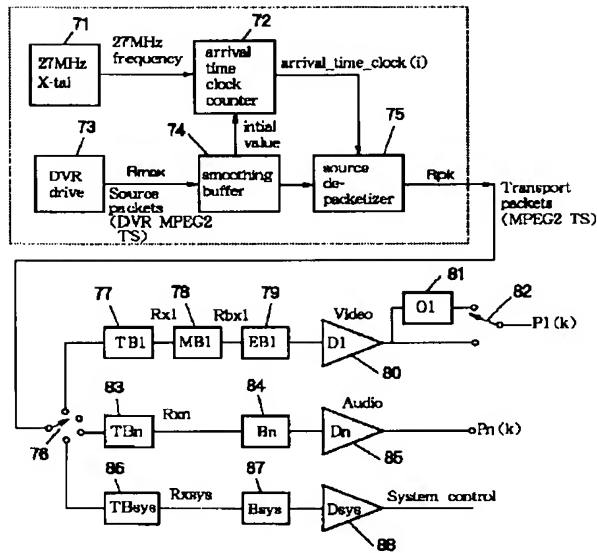 71
27MHz
frequency
72
27MHz
X-tal
arrival
time
clock
counter
arrival_time_clock (i)
73
74
intial
value
75
DVR
drive
Rmax
Source
packets
(DVR MPEG2
TS)
smoothing
buffer
source
de-
packetizer
Rpk
Transport
packets
(MPEG2 TS)
81
77
Rx1
78
Rbx1
79
Video
O1
82
TB1
MB1
EB1
D1
P1 (k)
80
83
84
Audio
76
TBn
Rxn
Bn
Dn
Pn (k)
85
86
87
TBsys
Rxsys
Bsys
Dsys
System control
88